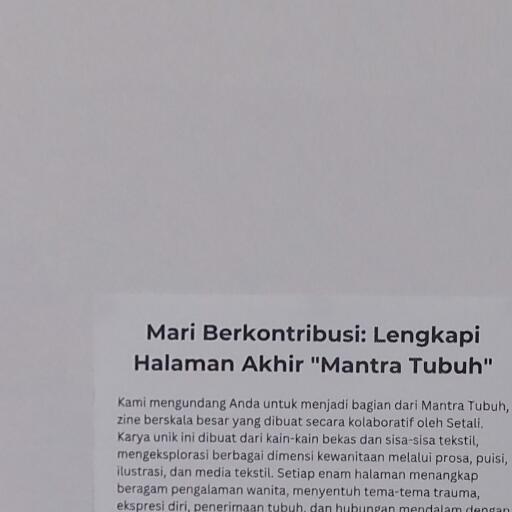 Mari Berkontribusi: Lengkapi
Halaman Akhir "Mantra Tubuh"
Kami mengundang Anda untuk menjadi bagian dari Mantra Tubuh,
zine berskala besar yang dibuat secara kolaboratif oleh Setali.
Karya unik ini dibuat dari kain-kain bekas dan sisa-sisa tekstil,
mengeksplorasi berbagai dimensi kewanitaan melalui prosa, puisi,
ilustrasi, dan media tekstil. Setiap enam halaman menangkap
beragam pengalaman wanita, menyentuh tema-tema trauma,
ekspresi diri, penerimaan tubuh, dan hubungan mendalam dengan